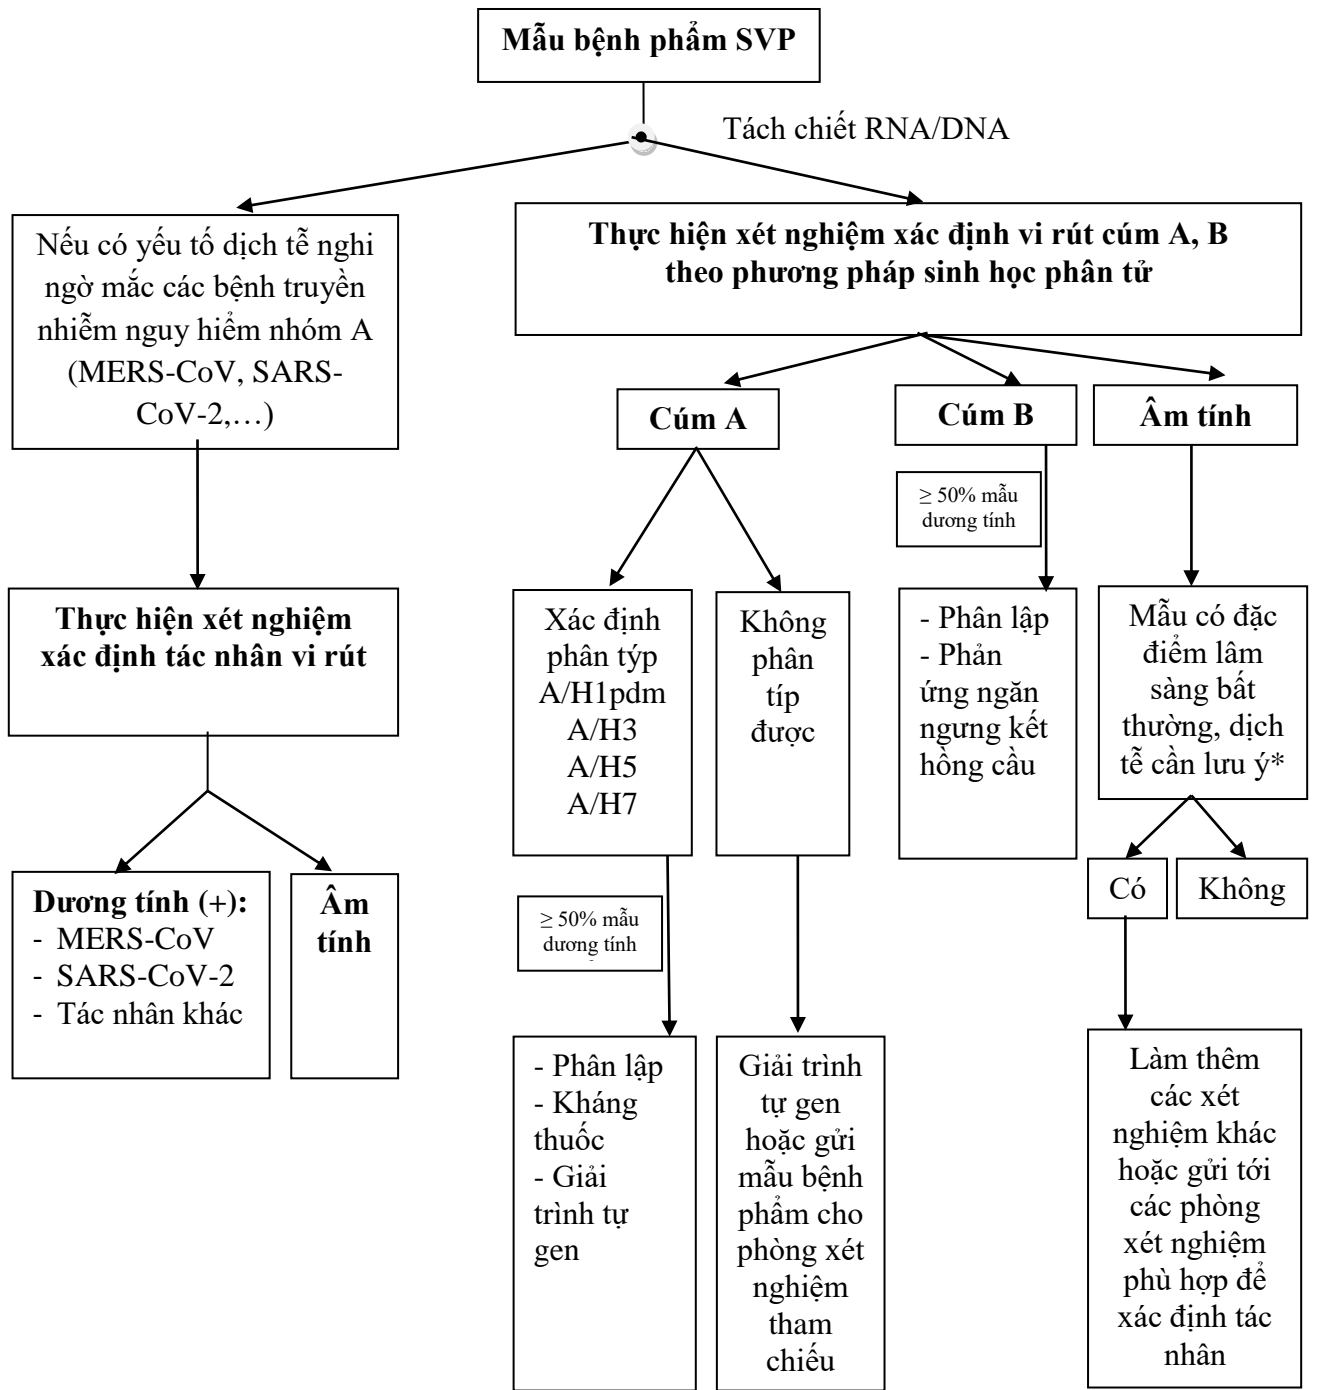 Mẫu bệnh phẩm SVP
Tách chiết RNA/DNA
Nếu có yếu tố dịch tễ nghi
ngờ mắc các bệnh truyền
nhiễm nguy hiểm nhóm A
(MERS-CoV, SARS-
CoV-2,…)
Thực hiện xét nghiệm xác định vi rút cúm A, B
theo phương pháp sinh học phân tử
Cúm A
Cúm B
Âm tính
≥ 50% mẫu
dương tính
Thực hiện xét nghiệm
xác định tác nhân vi rút
Xác định
phân týp
A/H1pdm
A/H3
A/H5
A/H7
Không
phân
típ
được
- Phân lập
- Phản
ứng ngăn
ngưng kết
hồng cầu
Mẫu có đặc
điểm lâm
sàng bất
thường, dịch
tễ cần lưu ý*
Có
Không
Dương tính (+):
- MERS-CoV
- SARS-CoV-2
- Tác nhân khác
Âm
tính
≥ 50% mẫu
dương tính
- Phân lập
- Kháng
thuốc
- Giải
trình tự
gen
Giải trình
tự gen
hoặc gửi
mẫu bệnh
phẩm cho
phòng xét
nghiệm
tham
chiếu
Làm thêm
các xét
nghiệm khác
hoặc gửi tới
các phòng
xét nghiệm
phù hợp để
xác định tác
nhân